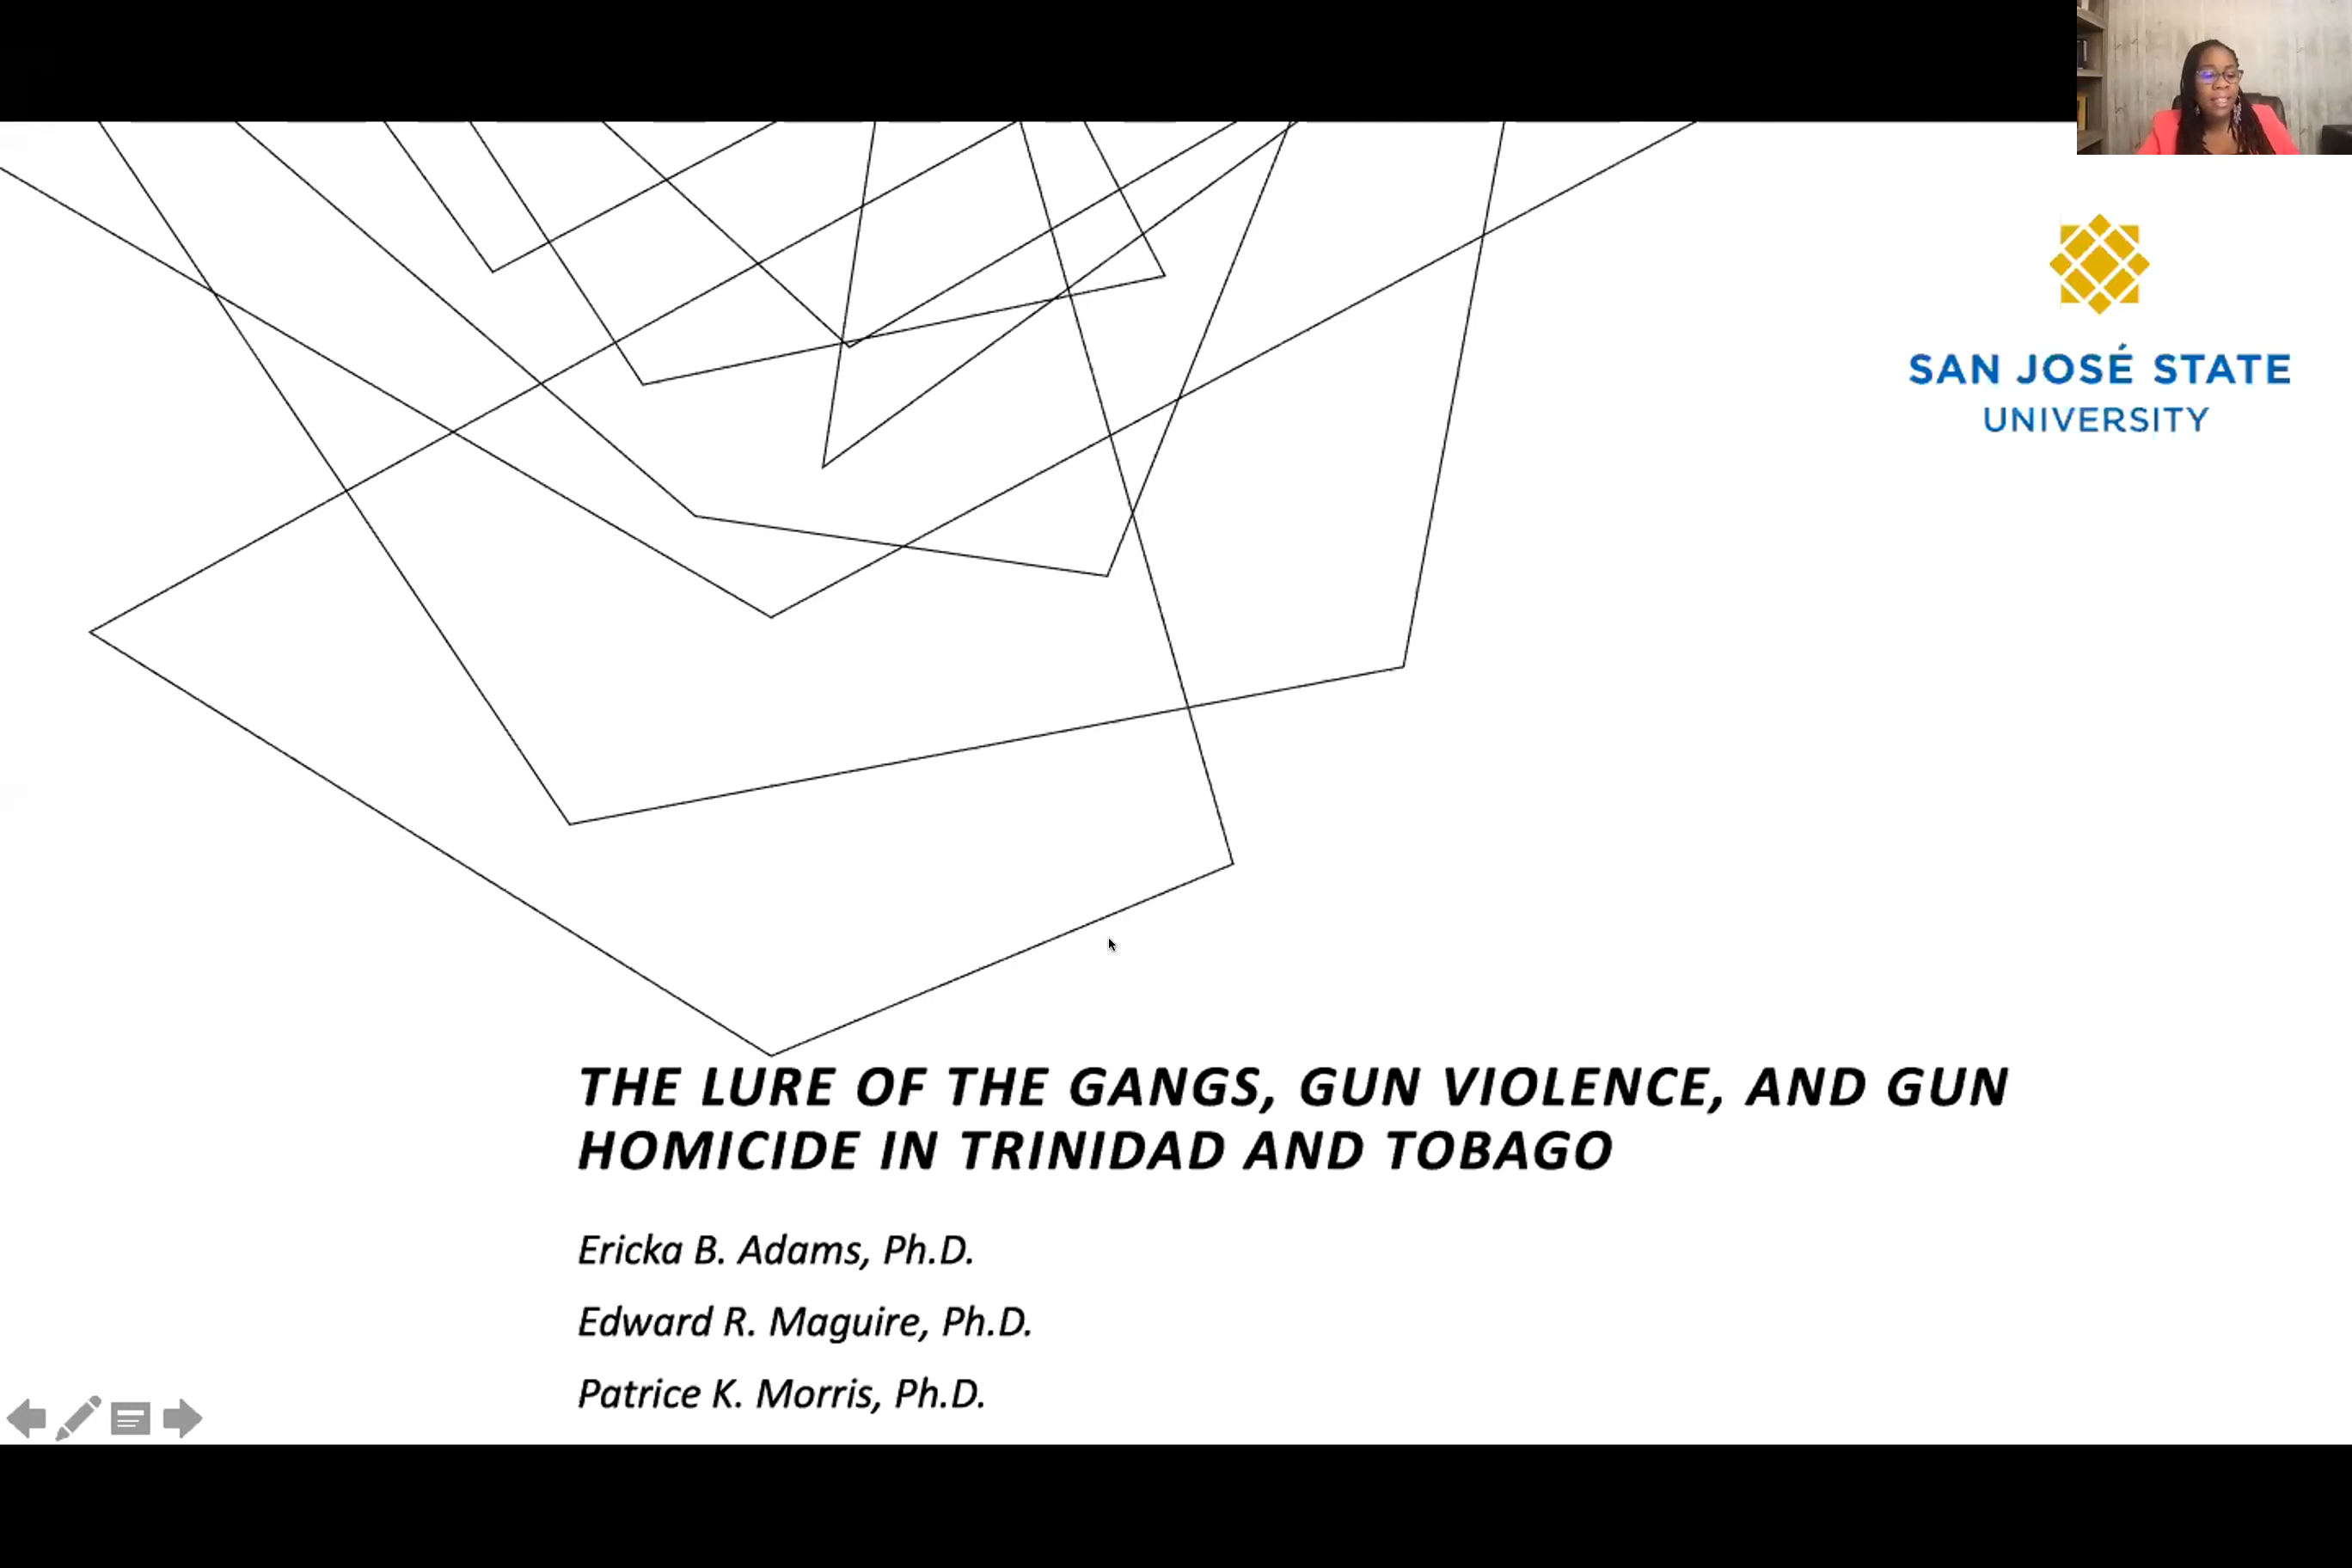 SAN JOSÉ STATE
UNIVERSITY
THE LURE OF THE GANGS, GUN VIOLENCE, AND GUN
HOMICIDE IN TRINIDAD AND TOBAGO
Ericka B. Adams, Ph.D.
Edward R. Maguire, Ph.D.
Patrice K. Morris, Ph.D.